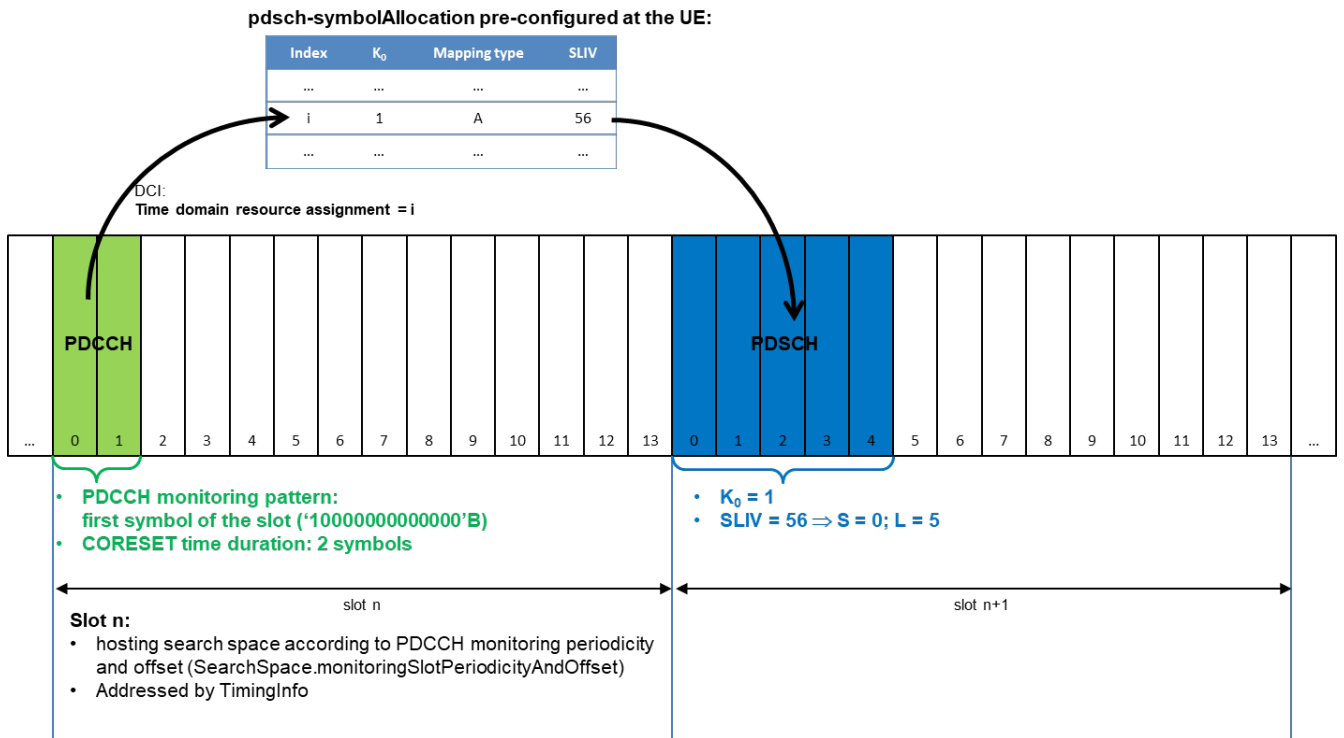 pdsch-symbolAllocation pre-configured at the UE:
Index K₀ Mapping type SLIV
... ... ... ...
i 1 A 56
... ... ... ...
DCI:
Time domain resource assignment = i
PDCCH PDSCH
... 0 1 2 3 4 5 6 7 8 9 10 11 12 13 0 1 2 3 4 5 6 7 8 9 10 11 12 13 ...
• PDCCH monitoring pattern:
first symbol of the slot (‘10000000000000’B)
• CORESET time duration: 2 symbols
• K₀ = 1
• SLIV = 56 ⇒ S = 0; L = 5
slot n slot n+1
Slot n:
• hosting search space according to PDCCH monitoring periodicity
and offset (SearchSpace.monitoringSlotPeriodicityAndOffset)
• Addressed by TimingInfo